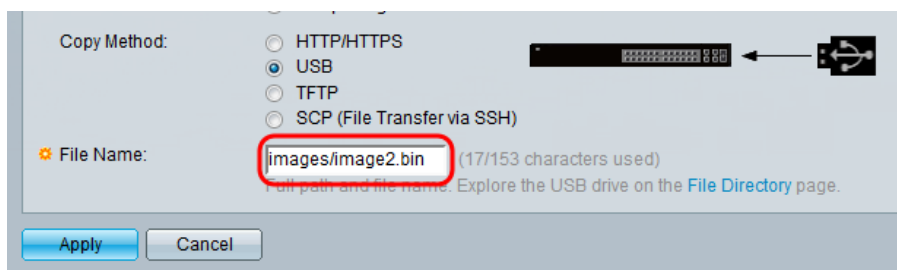 Copy Method:
HTTP/HTTPS
USB
TFTP
SCP (File Transfer via SSH)
File Name:
images/image2.bin (17/153 characters used)
Full path and file name. Explore the USB drive on the File Directory page.
Apply Cancel